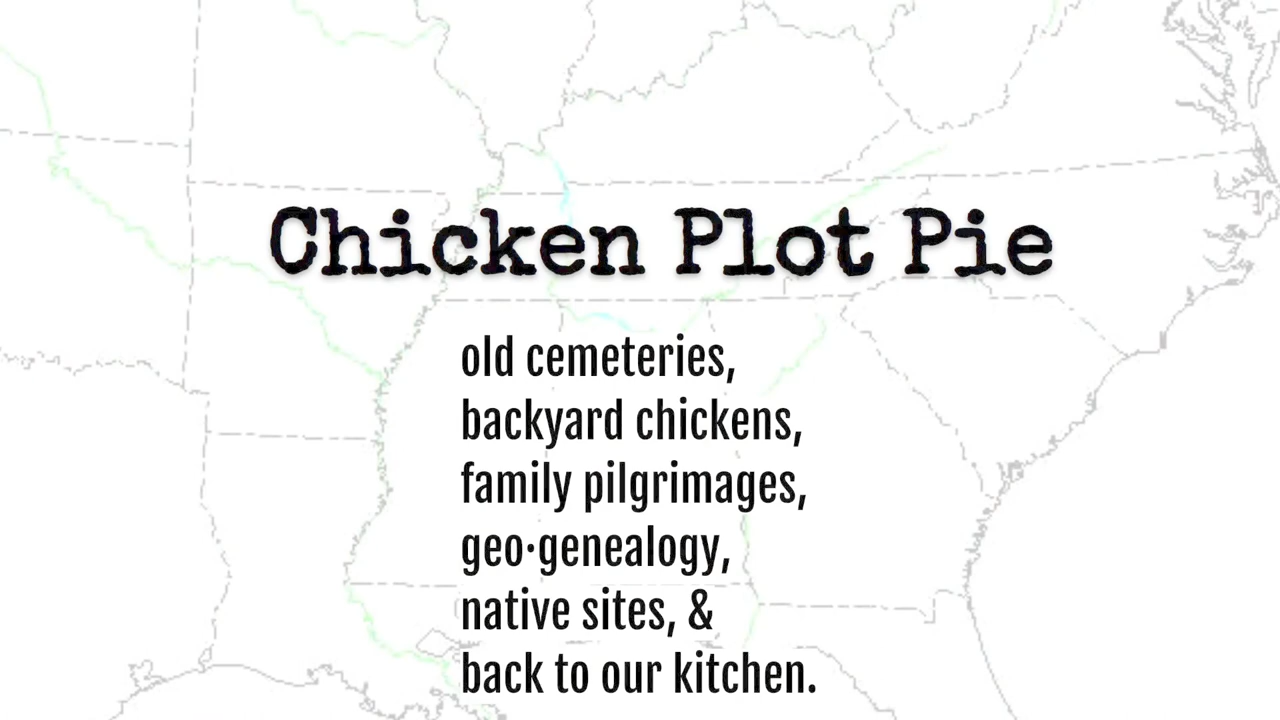 Chicken Plot Pie
old cemeteries,
backyard chickens,
family pilgrimages,
geo·genealogy,
native sites, &
back to our kitchen.